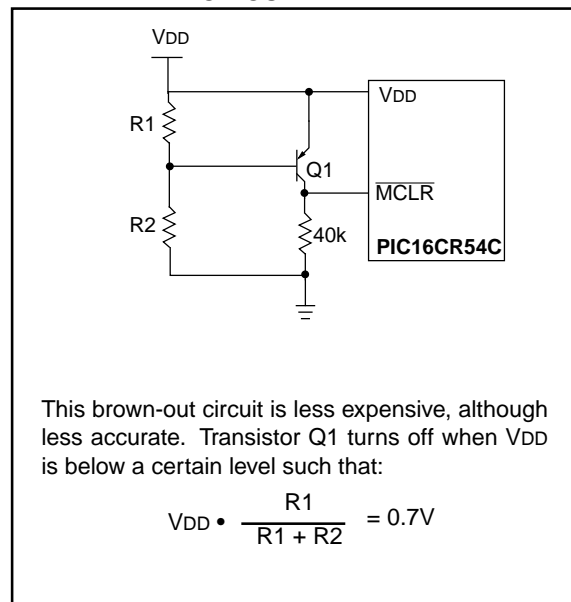 VDD
VDD
R1
Q1
MCLR
R2
40k
PIC16CR54C
This brown-out circuit is less expensive, although
less accurate. Transistor Q1 turns off when VDD
is below a certain level such that:
VDD • R1 / R1 + R2 = 0.7V